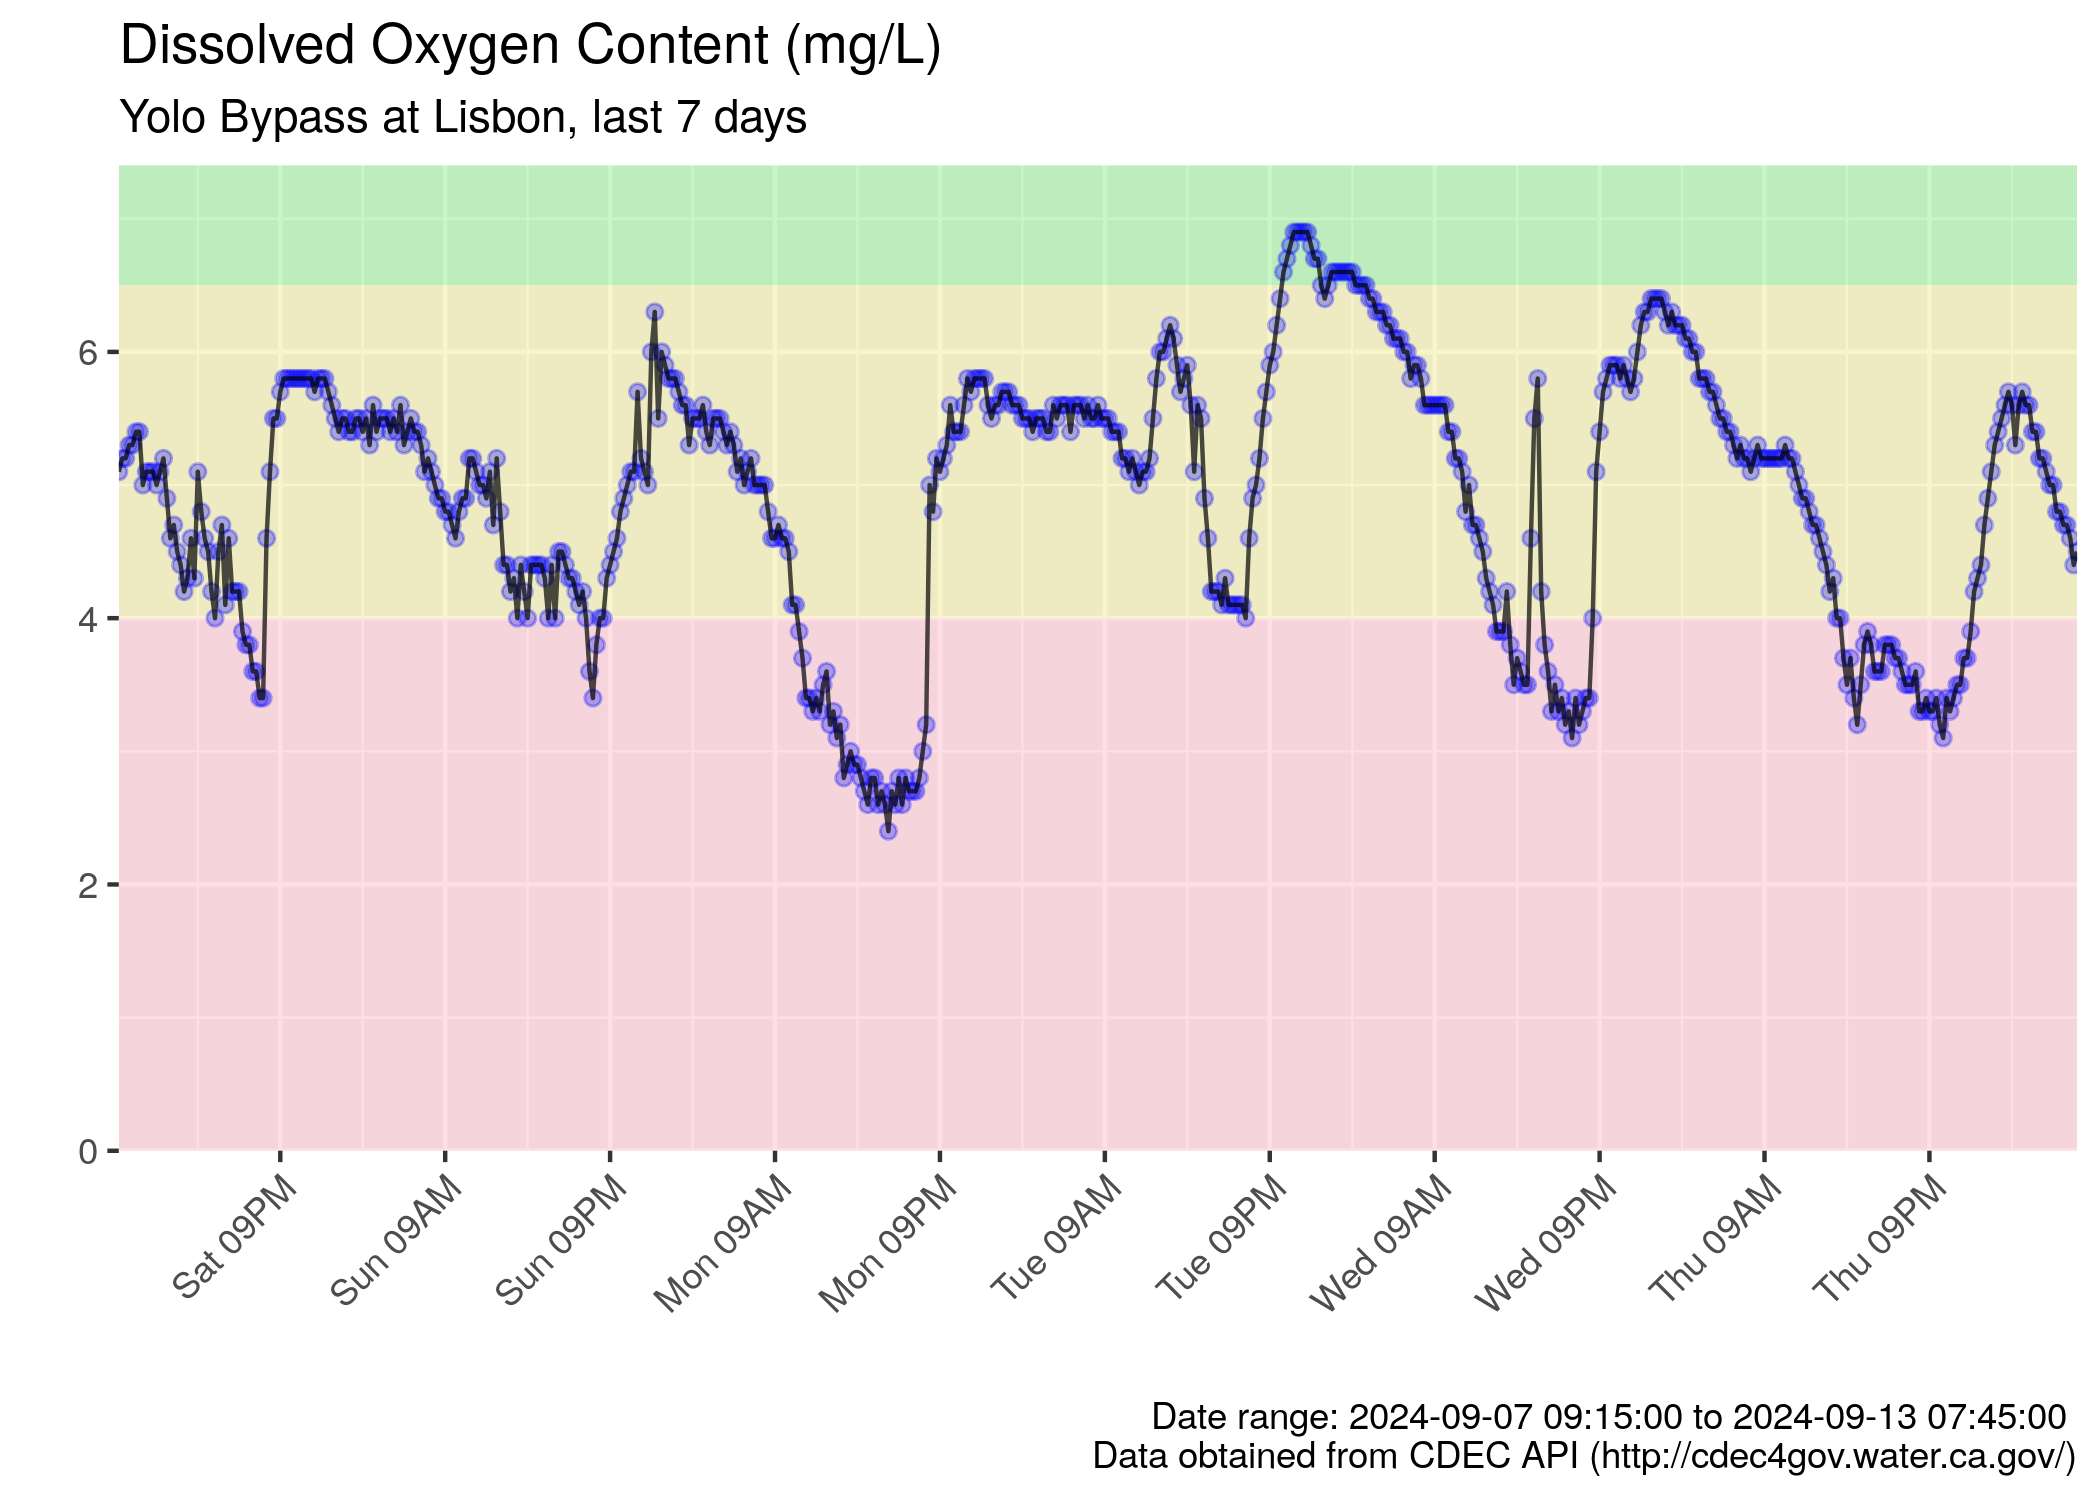 Dissolved Oxygen Content (mg/L)
Yolo Bypass at Lisbon, last 7 days
6
4
2
0
Sat 09PM
Sun 09AM
Sun 09PM
Mon 09AM
Mon 09PM
Tue 09AM
Tue 09PM
Wed 09AM
Wed 09PM
Thu 09AM
Thu 09PM
Date range: 2024-09-07 09:15:00 to 2024-09-13 07:45:00
Data obtained from CDEC API (http://cdec4gov.water.ca.gov/)